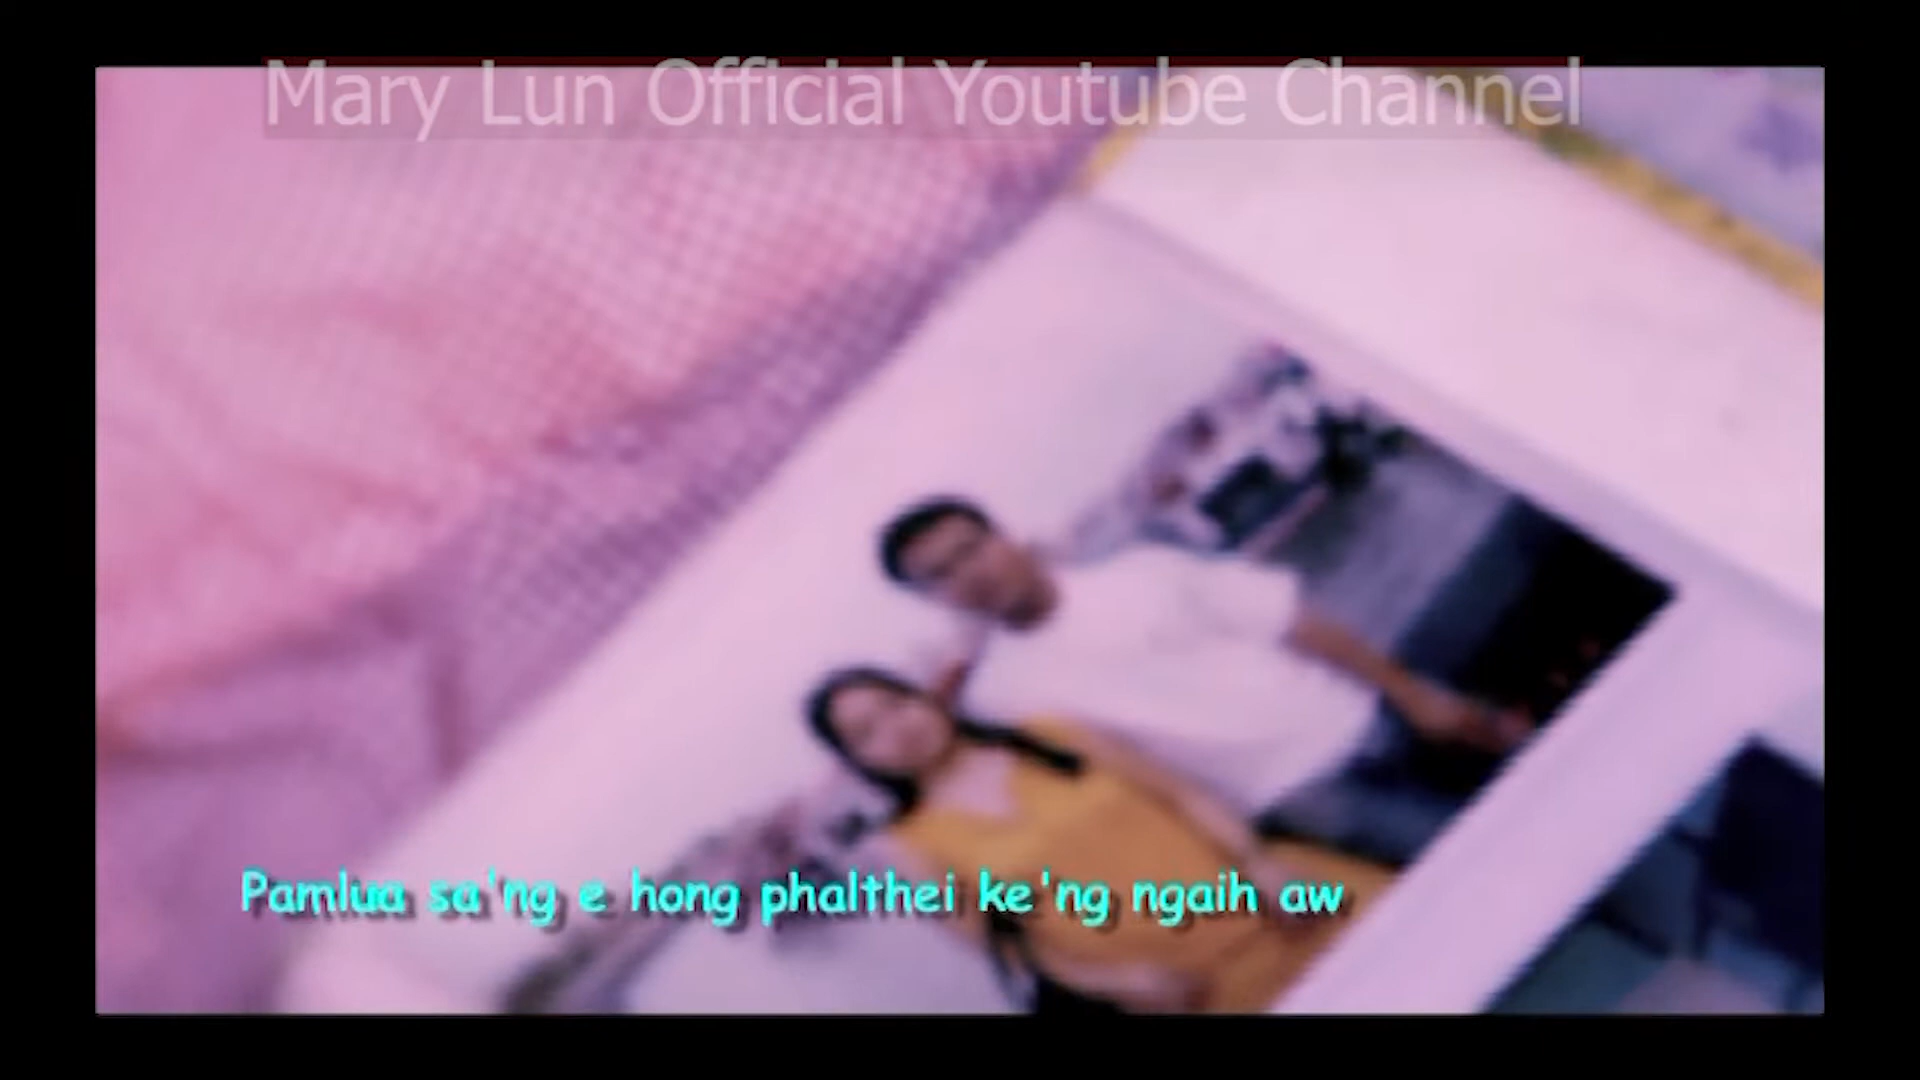 Mary Lun Official Youtube Channel
Pamlua sa'ng e hong phalthei ke'ng ngaih aw